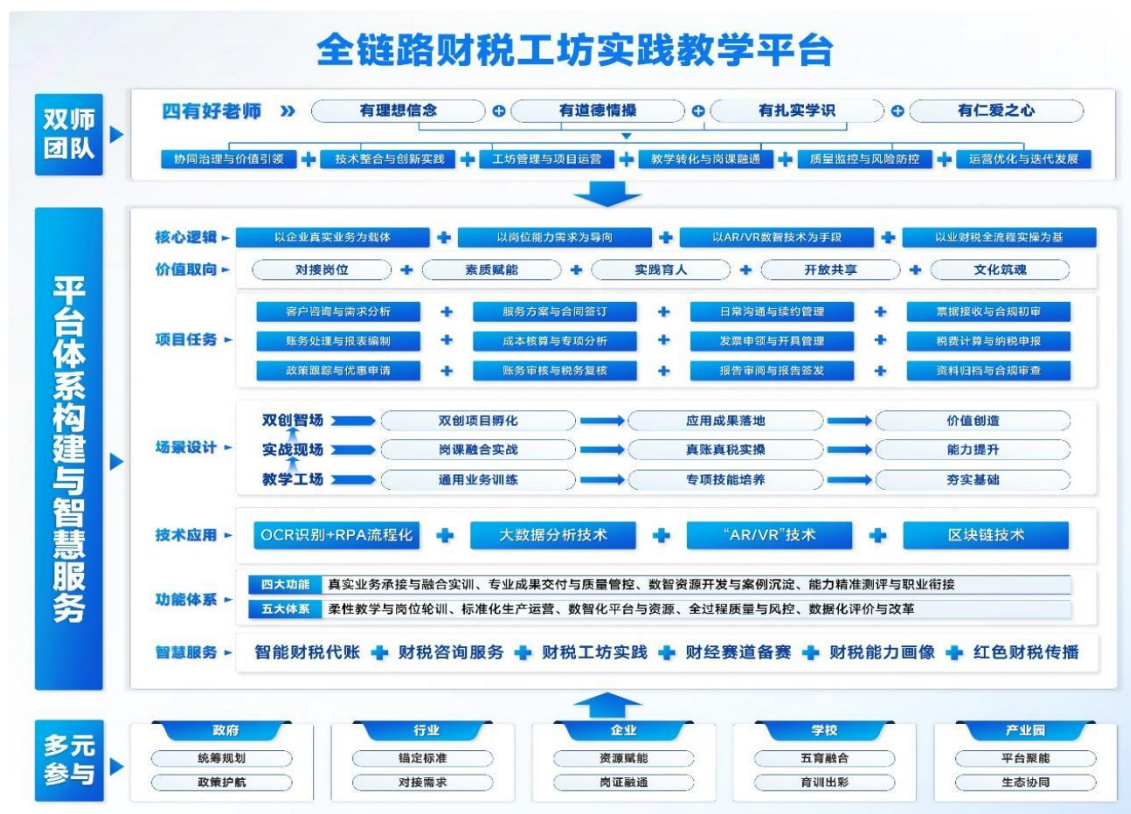 全链路财税工坊实践教学平台
双师团队
四有好老师 » 有理想信念 + 有道德情操 + 有扎实学识 + 有仁爱之心
协同治理与价值引领 + 技术整合与创新实践 + 工坊管理与项目运营 + 教学转化与岗课融通 + 质量监控与风险防控 + 运营优化与迭代发展
平台体系构建与智慧服务
核心逻辑 以企业真实业务为载体 + 以岗位能力需求为导向 + 以AR/VR数智技术为手段 + 以业财税全流程实操为基
价值取向 对接岗位 + 素质赋能 + 实践育人 + 开放共享 + 文化筑魂
项目任务
客户咨询与需求分析 + 服务方案与合同签订 + 日常沟通与续约管理 + 票据接收与合规初审
账务处理与报表编制 + 成本核算与专项分析 + 发票申领与开具管理 + 税费计算与纳税申报
政策跟踪与优惠申请 + 账务审核与税务复核 + 报告审阅与报告签发 + 资料归档与合规审查
场景设计
双创智场 双创项目孵化 应用成果落地 价值创造
实战现场 岗课融合实战 真账真税实操 能力提升
教学工场 通用业务训练 专项技能培养 夯实基础
技术应用 OCR识别+RPA流程化 + 大数据分析技术 + “AR/VR”技术 + 区块链技术
功能体系
四大功能 真实业务承接与融合实训、专业成果交付与质量管控、数智资源开发与案例沉淀、能力精准测评与职业衔接
五大体系 柔性教学与岗位轮训、标准化生产运营、数智化平台与资源、全过程质量与风控、数据化评价与改革
智慧服务 智能财税代账 + 财税咨询服务 + 财税工坊实践 + 财经赛道备赛 + 财税能力画像 + 红色财税传播
多元参与
政府 行业 企业 学校 产业园
统筹规划 锚定标准 资源赋能 五育融合 平台聚能
政策护航 对接需求 岗证融通 育训出彩 生态协同